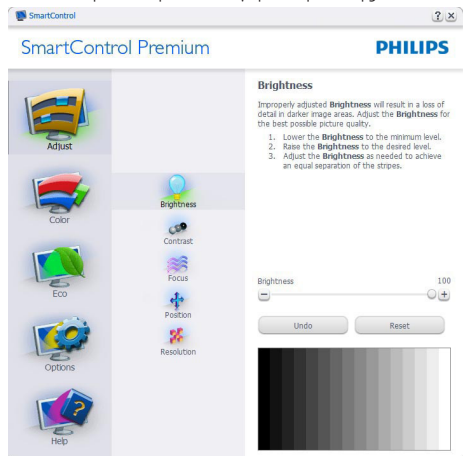 SmartControl
SmartControl Premium
PHILIPS
Adjust
Color
Eco
Options
Help
Brightness
Contrast
Focus
Position
Resolution
Brightness
Improperly adjusted Brightness will result in a loss of
detail in darker image areas. Adjust the Brightness for
the best possible picture quality.
1. Lower the Brightness to the minimum level.
2. Raise the Brightness to the desired level.
3. Adjust the Brightness as needed to achieve
an equal separation of the stripes.
Brightness 100
Undo Reset